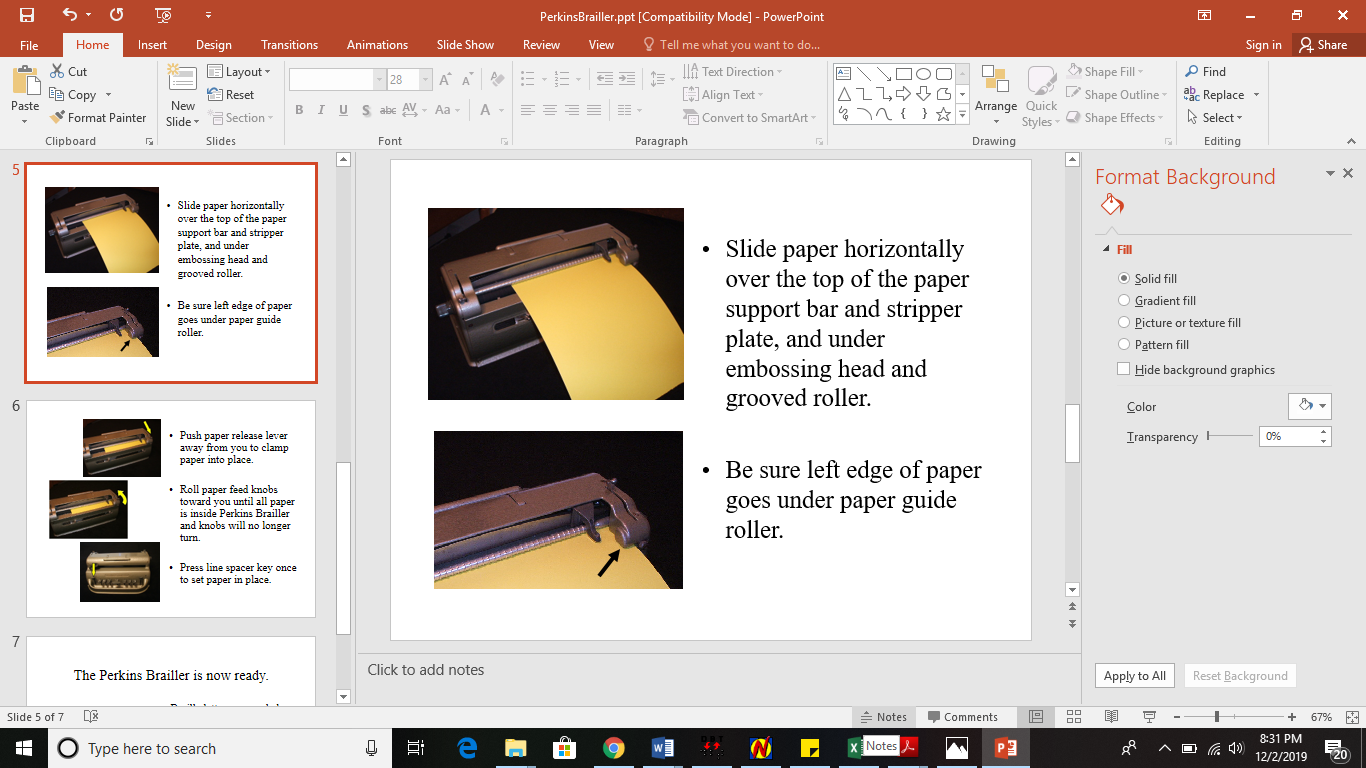 PerkinsBrailler.ppt [Compatibility Mode] - PowerPoint
File Home Insert Design Transitions Animations Slide Show Review View Tell me what you want to do... Sign in Share
Paste
Cut
Copy
Format Painter
Clipboard
New Slide
Layout
Reset
Section
Slides
28
B I U S abc AV Aa A
Font
Text Direction
Align Text
Convert to SmartArt
Paragraph
Arrange
Quick Styles
Shape Fill
Shape Outline
Shape Effects
Drawing
Find
Replace
Select
Editing
5
Slide paper horizontally
over the top of the paper
support bar and stripper
plate, and under
embossing head and
grooved roller.
Be sure left edge of paper
goes under paper guide
roller.
6
Push paper release lever
away from you to clamp
paper into place.
Roll paper feed knobs
toward you until all paper
is inside Perkins Brailler
and knobs will no longer
turn.
Press line spacer key once
to set paper in place.
7
The Perkins Brailler is now ready.
• Slide paper horizontally
over the top of the paper
support bar and stripper
plate, and under
embossing head and
grooved roller.
• Be sure left edge of paper
goes under paper guide
roller.
Click to add notes
Format Background
Fill
Solid fill
Gradient fill
Picture or texture fill
Pattern fill
Hide background graphics
Color
Transparency 0%
Apply to All Reset Background
Slide 5 of 7 Notes Comments 67%
Type here to search
Notes
8:31 PM
12/2/2019
20